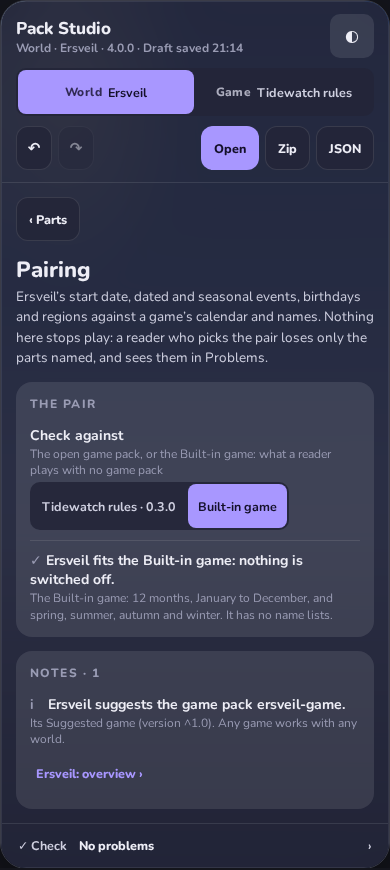 Pack Studio
World · Ersveil · 4.0.0 · Draft saved 21:14
World Ersveil
Game Tidewatch rules
Open
Zip
JSON
‹ Parts
Pairing
Ersveil's start date, dated and seasonal events, birthdays
and regions against a game's calendar and names. Nothing
here stops play: a reader who picks the pair loses only the
parts named, and sees them in Problems.
THE PAIR
Check against
The open game pack, or the Built-in game: what a reader
plays with no game pack
Tidewatch rules · 0.3.0
Built-in game
✓ Ersveil fits the Built-in game: nothing is
switched off.
The Built-in game: 12 months, January to December, and
spring, summer, autumn and winter. It has no name lists.
NOTES · 1
i Ersveil suggests the game pack ersveil-game.
Its Suggested game (version ^1.0). Any game works with any
world.
Ersveil: overview ›
✓ Check No problems ›